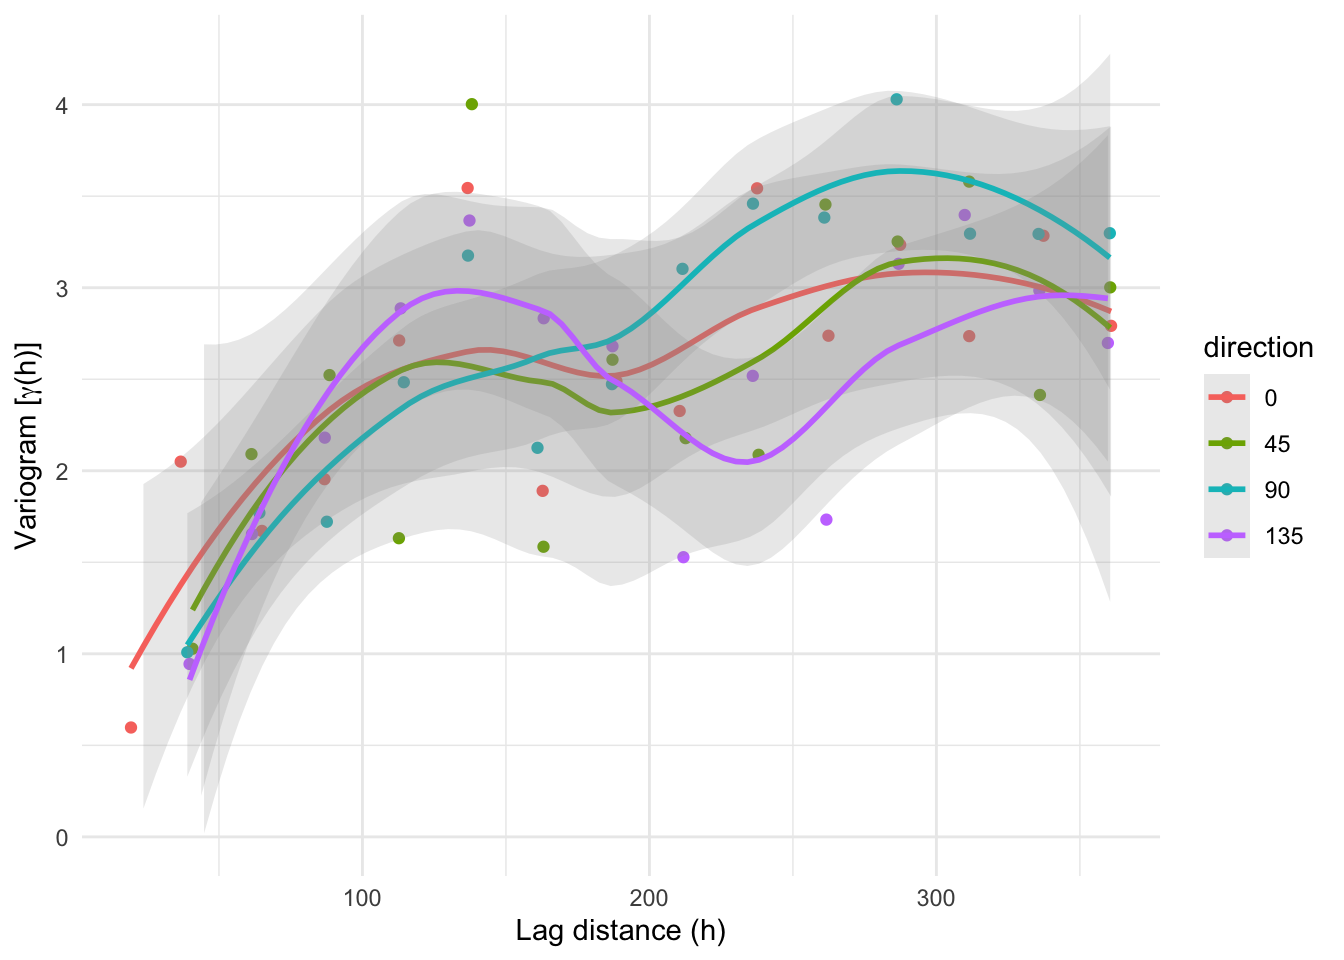 Variogram [γ(h)]
4
3
2
1
0
100 200 300
Lag distance (h)
direction
0
45
90
135